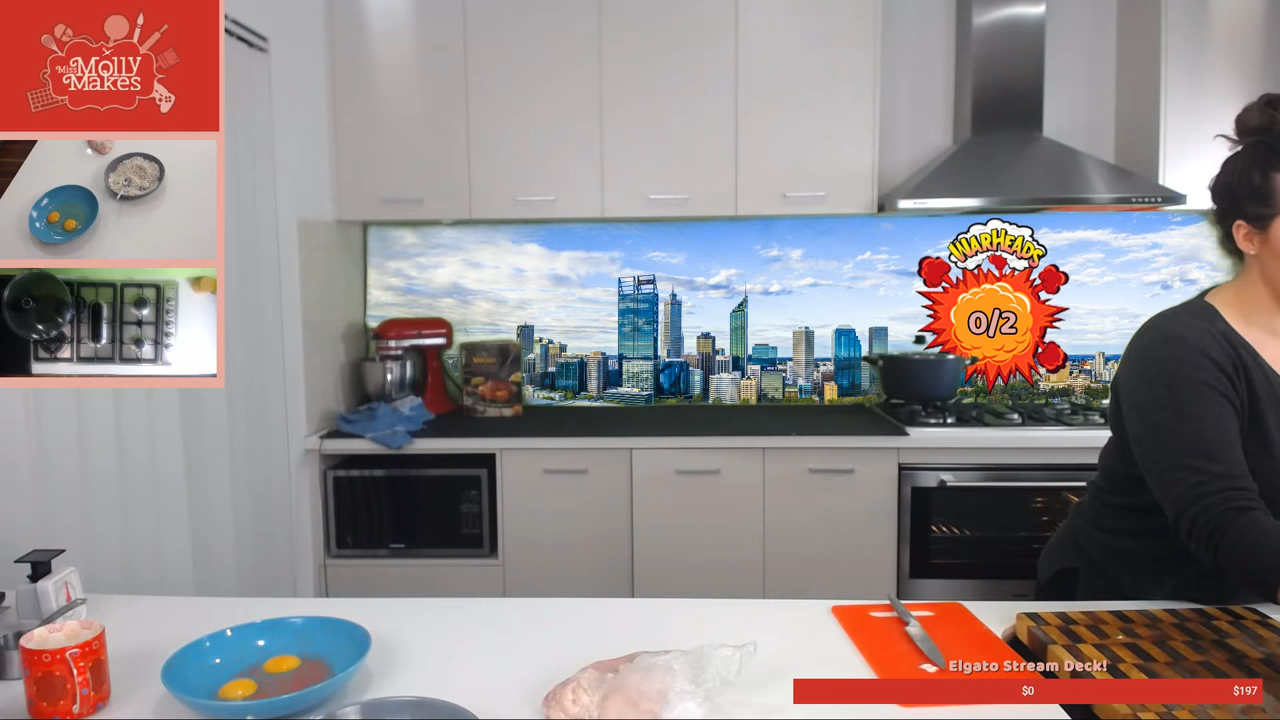 Miss Molly
Makes
WARHEADS
0/2
Elgato Stream Deck!
$0
$197